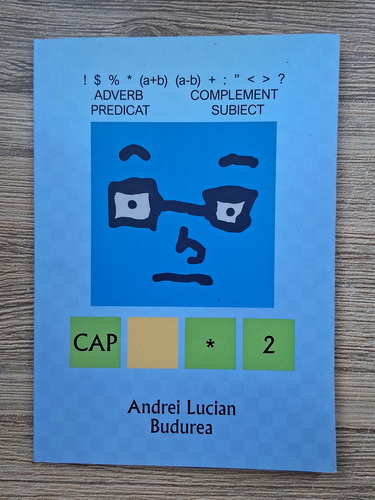 ! $ % * (a+b) (a-b) + : " < > ?
ADVERB COMPLEMENT
PREDICAT SUBIECT
CAP * 2
Andrei Lucian
Budurea